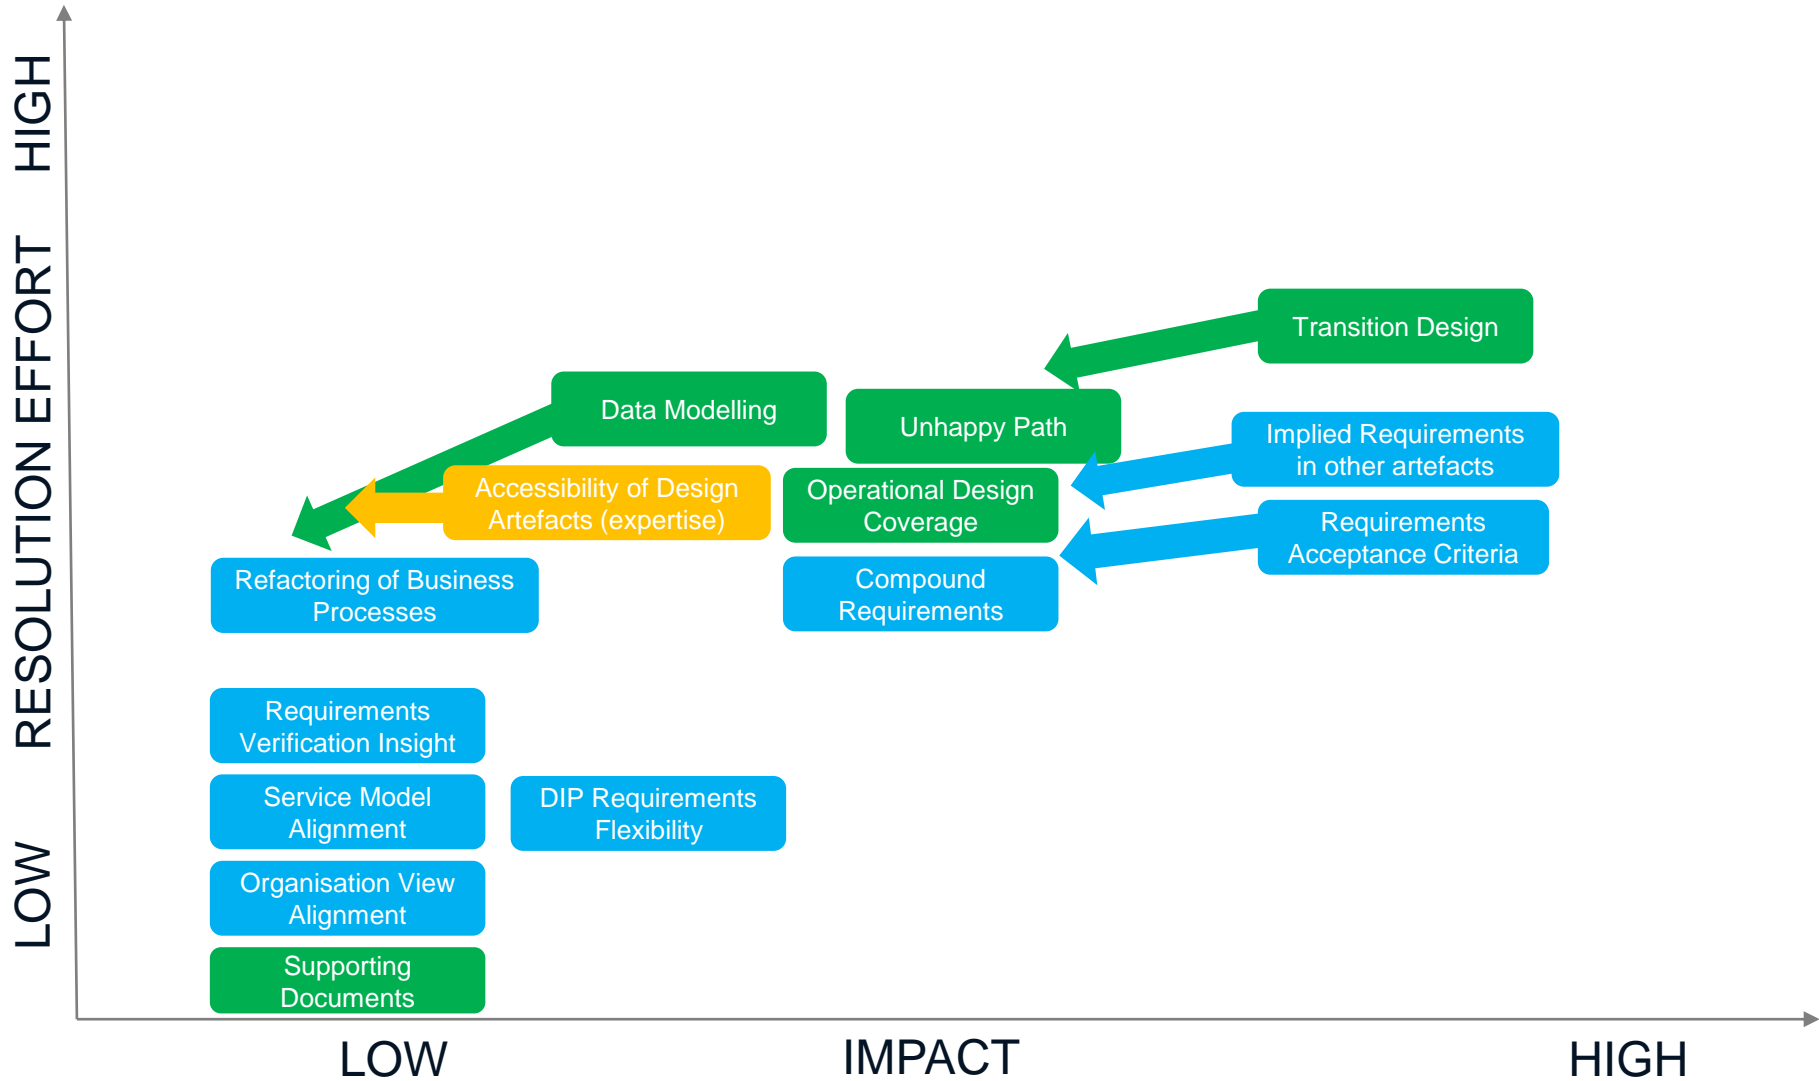 HIGH
RESOLUTION EFFORT
LOW
Transition Design
Data Modelling
Unhappy Path
Implied Requirements
in other artefacts
Accessibility of Design
Artefacts (expertise)
Operational Design
Coverage
Requirements
Acceptance Criteria
Refactoring of Business
Processes
Compound
Requirements
Requirements
Verification Insight
Service Model
Alignment
DIP Requirements
Flexibility
Organisation View
Alignment
Supporting
Documents
LOW
IMPACT
HIGH